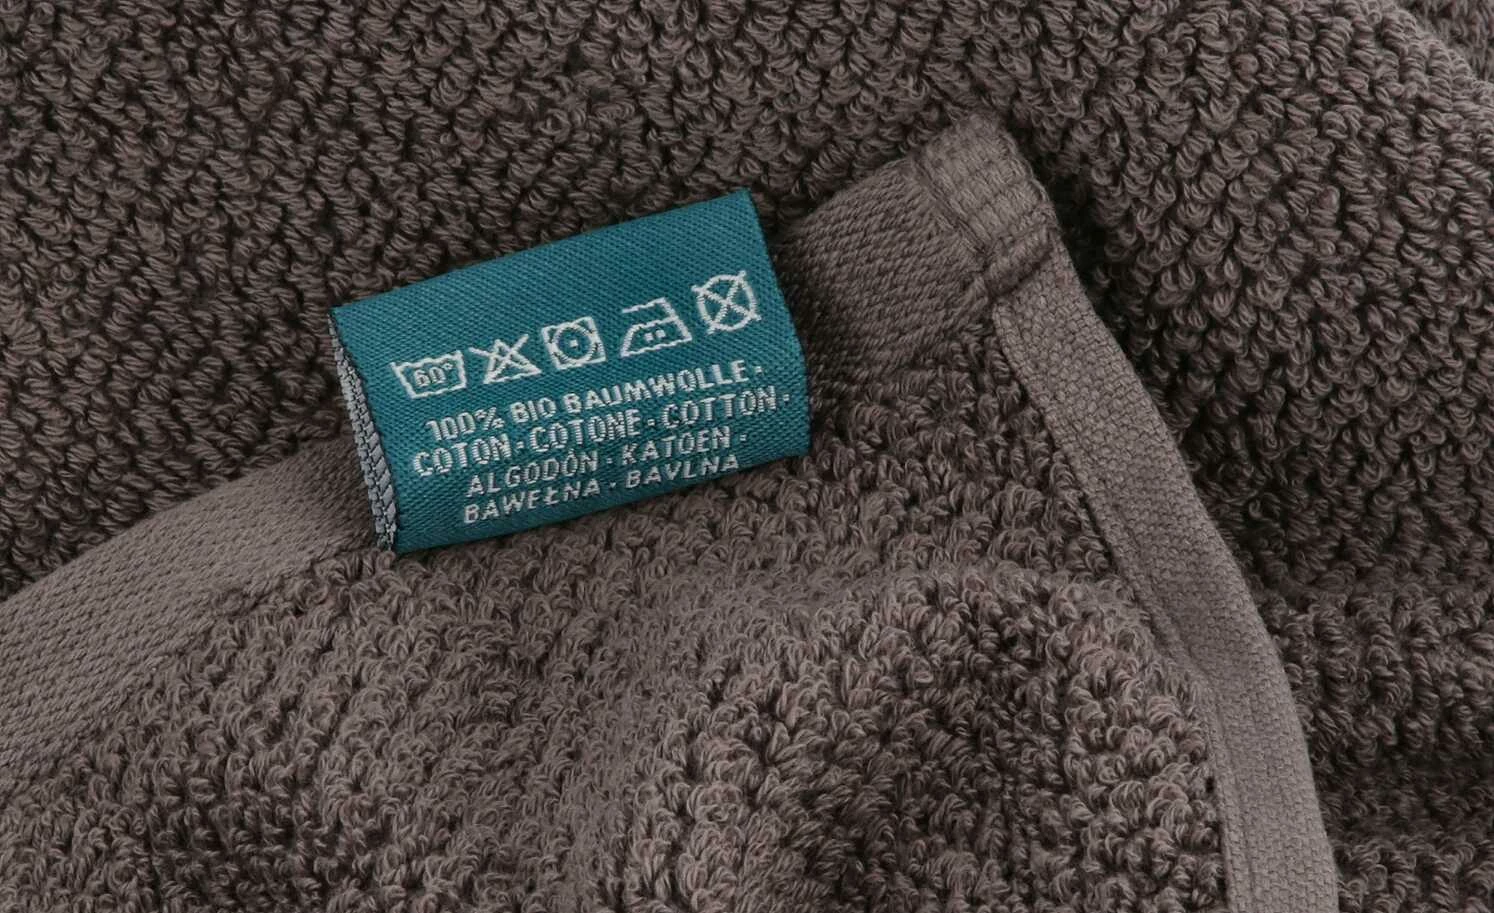 60°
100% BIO BAUMWOLLE ·
COTON · COTONE · COTTON ·
ALGODÓN · KATOEN ·
BAWEŁNA · BAVLNA